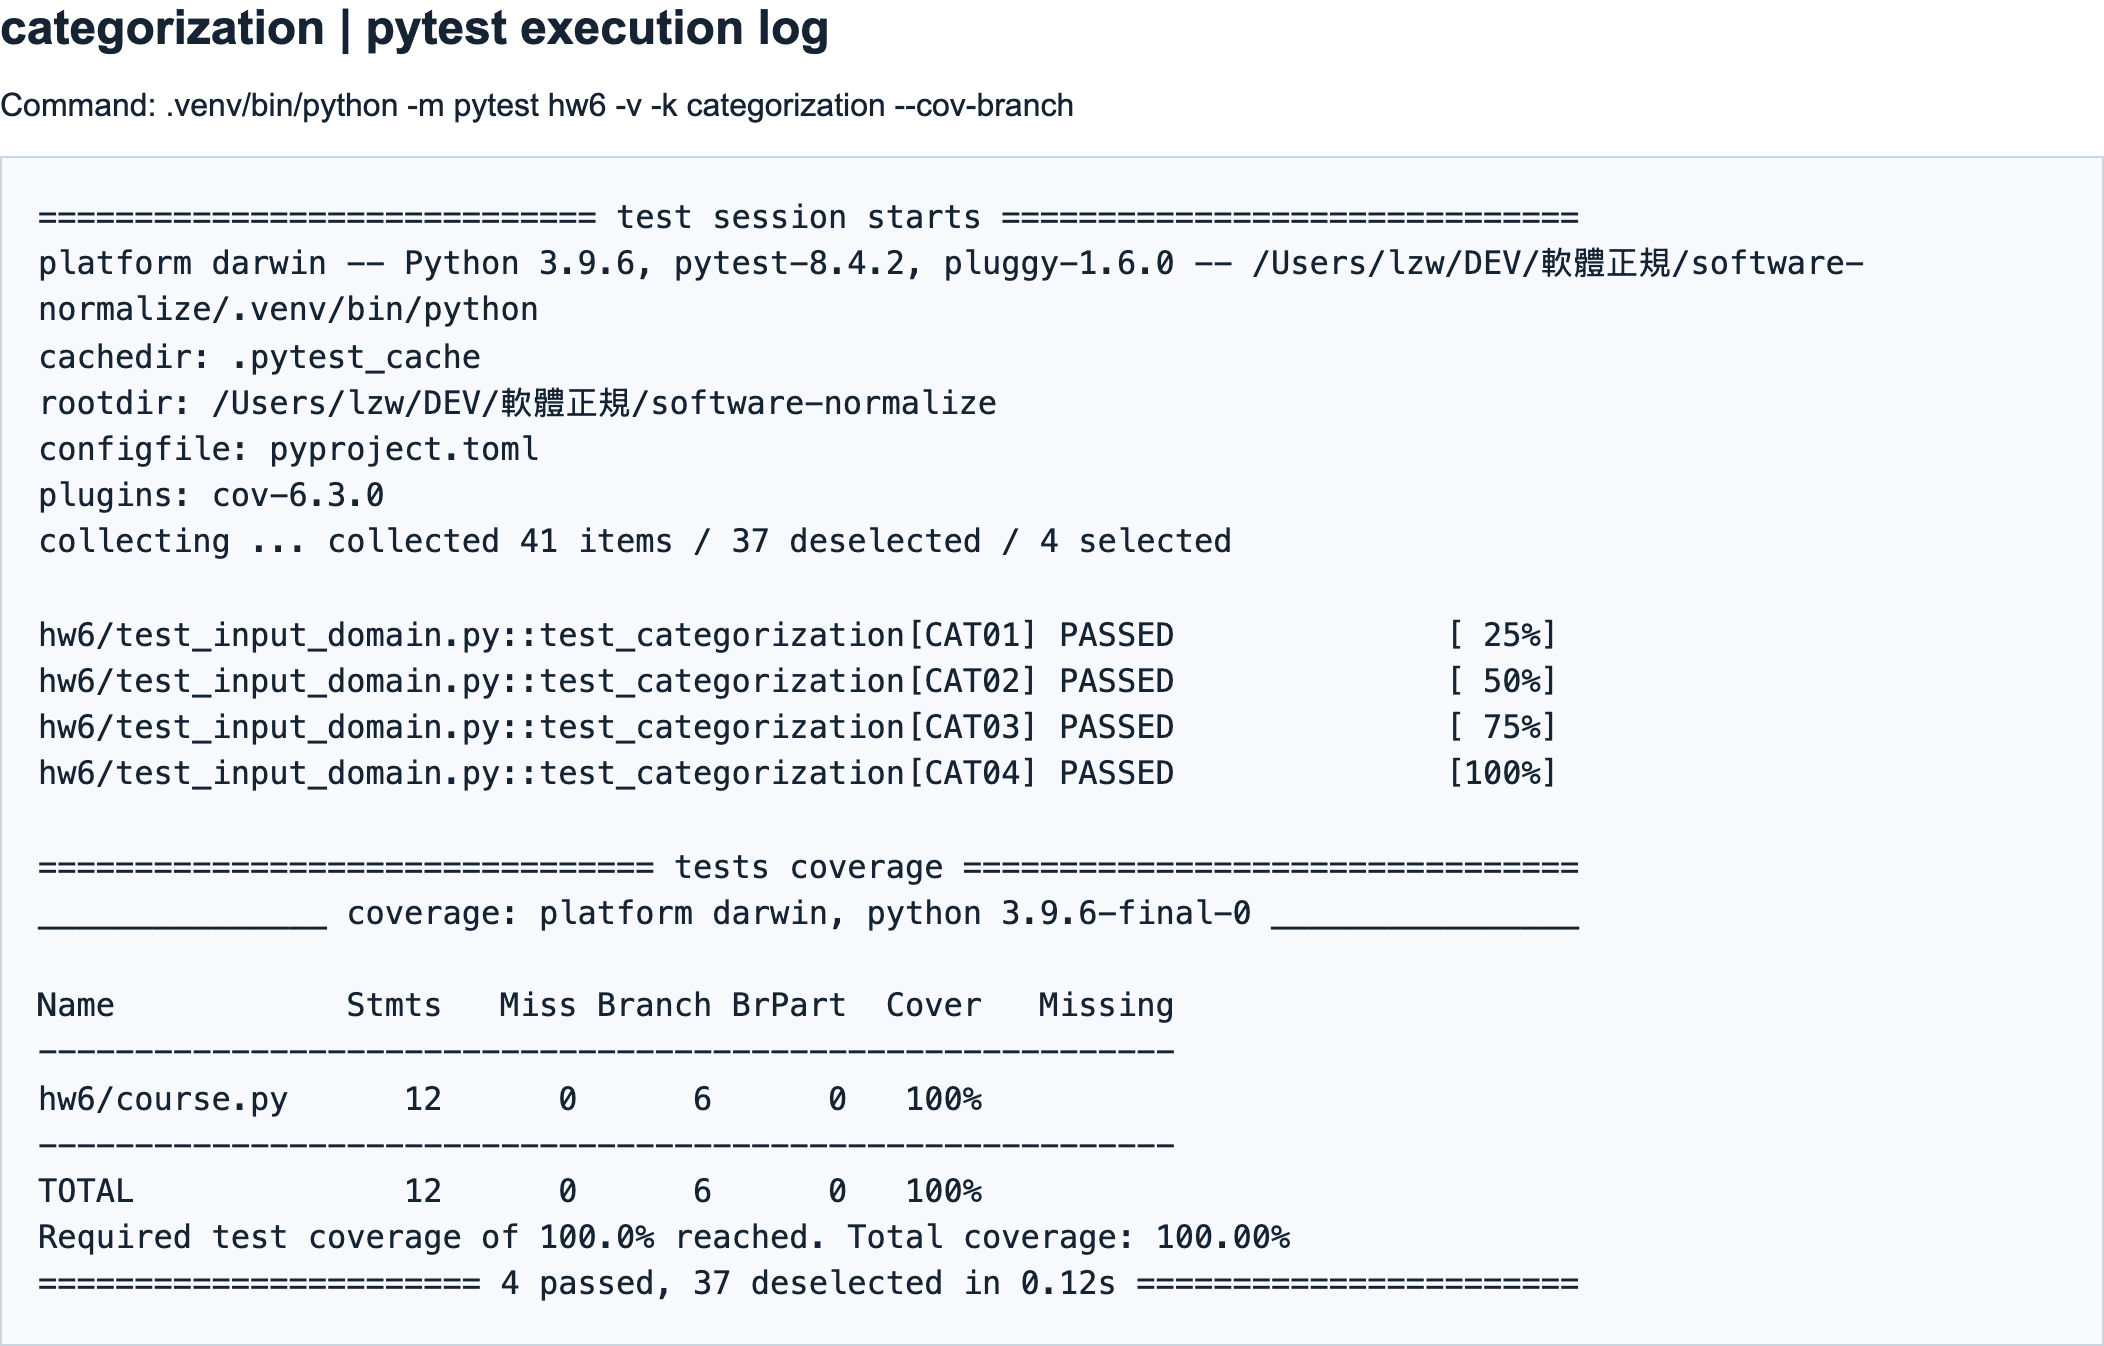 categorization | pytest execution log
Command: .venv/bin/python -m pytest hw6 -v -k categorization --cov-branch
============================= test session starts ==============================
platform darwin -- Python 3.9.6, pytest-8.4.2, pluggy-1.6.0 -- /Users/lzw/DEV/軟體正規/software-
normalize/.venv/bin/python
cachedir: .pytest_cache
rootdir: /Users/lzw/DEV/軟體正規/software-normalize
configfile: pyproject.toml
plugins: cov-6.3.0
collecting ... collected 41 items / 37 deselected / 4 selected
hw6/test_input_domain.py::test_categorization[CAT01] PASSED              [ 25%]
hw6/test_input_domain.py::test_categorization[CAT02] PASSED              [ 50%]
hw6/test_input_domain.py::test_categorization[CAT03] PASSED              [ 75%]
hw6/test_input_domain.py::test_categorization[CAT04] PASSED              [100%]
================================ tests coverage ================================
_______________ coverage: platform darwin, python 3.9.6-final-0 ________________
Name            Stmts   Miss Branch BrPart  Cover   Missing
-----------------------------------------------------------
hw6/course.py      12      0      6      0   100%
-----------------------------------------------------------
TOTAL              12      0      6      0   100%
Required test coverage of 100.0% reached. Total coverage: 100.00%
======================= 4 passed, 37 deselected in 0.12s =======================